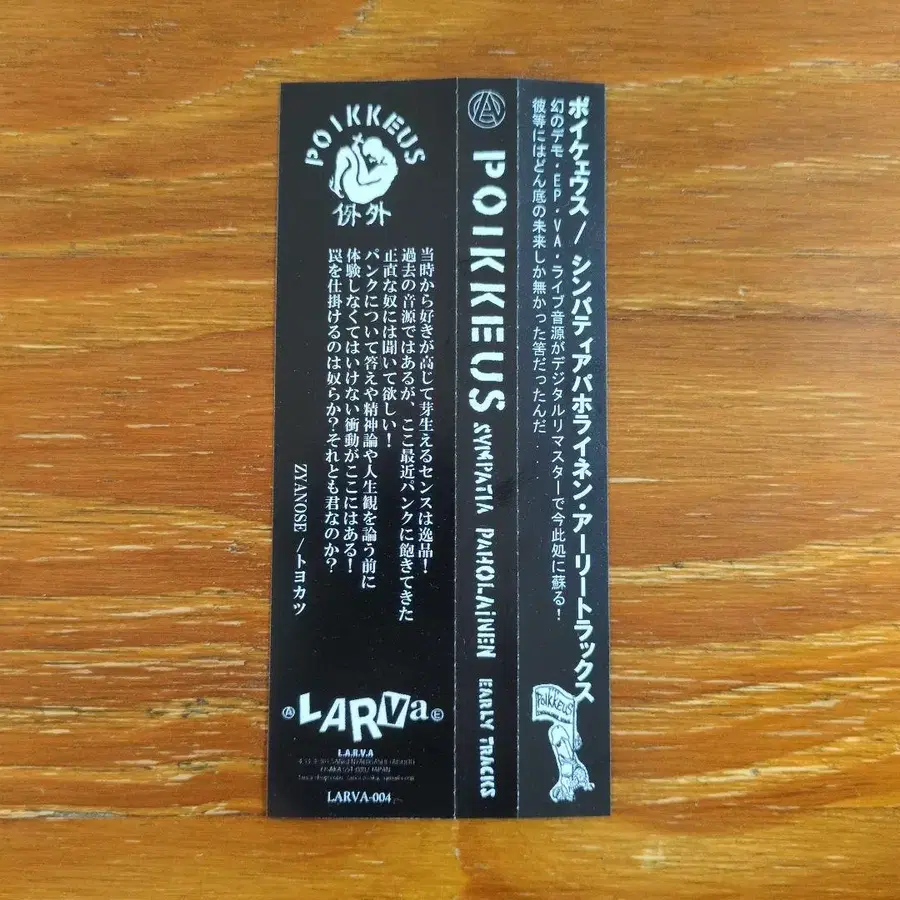 ポイケェウス / シンパティアパホライネン・アーリートラックス
幻のデモ・EP・VA・ライブ音源がデジタルリマスターで今此処に蘇る!
彼等にはどん底の未来しか無かった筈だったんだ...
POIKKEUS
POIKKEUS SYMPATIA PAHOLAiNEN EARLY TRACKS
POIKKEUS
例外
当時から好きが高じて芽生えるセンスは逸品!
過去の音源ではあるが、ここ最近パンクに飽きてきた
正直な奴には聞いて欲しい!
パンクについて答えや精神論や人生観を論う前に
体験しなくてはいけない衝動がここにはある!
罠を仕掛けるのは奴らか?それとも君なのか?
ZYANOSE / トヨカツ
LARVa
L.A.R.V.A
LARVA-004